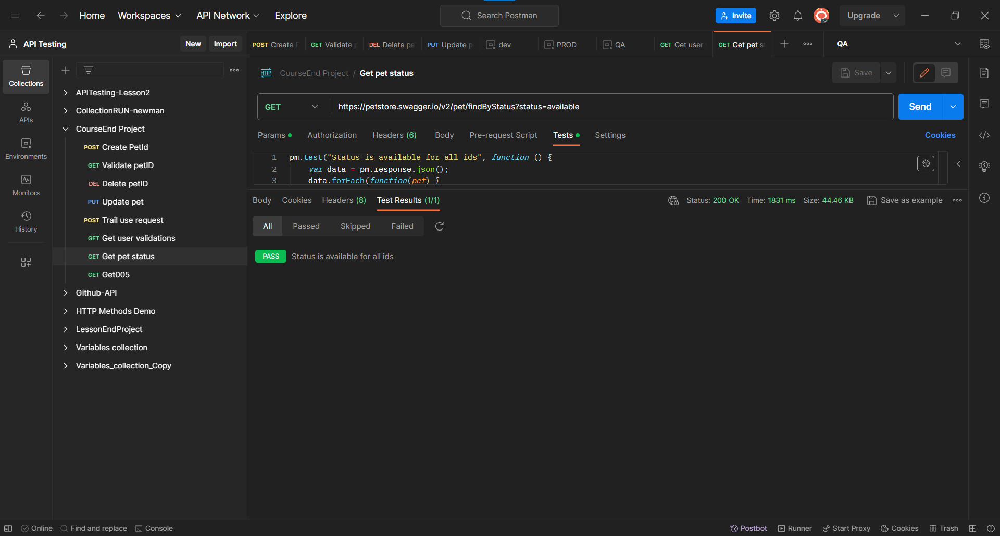 Home Workspaces API Network Explore Search Postman Invite Upgrade
API Testing New Import
POST Create GET Validate DEL Delete pe PUT Update p dev PROD QA GET Get user GET Get pet s QA
Collections
APIs
Environments
Monitors
History
APITesting-Lesson2
CollectionRUN-newman
CourseEnd Project
POST Create PetId
GET Validate petID
DEL Delete petID
PUT Update pet
POST Trail use request
GET Get user validations
GET Get pet status
GET Get005
Github-API
HTTP Methods Demo
LessonEndProject
Variables collection
Variables_collection_Copy
HTTP CourseEnd Project / Get pet status Save
GET https://petstore.swagger.io/v2/pet/findByStatus?status=available Send
Params Authorization Headers (6) Body Pre-request Script Tests Settings Cookies
1 pm.test("Status is available for all ids", function () {
2 var data = pm.response.json();
3 data.forEach(function(pet) {
Body Cookies Headers (8) Test Results (1/1) Status: 200 OK Time: 1831 ms Size: 44.46 KB Save as example
All Passed Skipped Failed
PASS Status is available for all ids
Online Find and replace Console Postbot Runner Start Proxy Cookies Trash